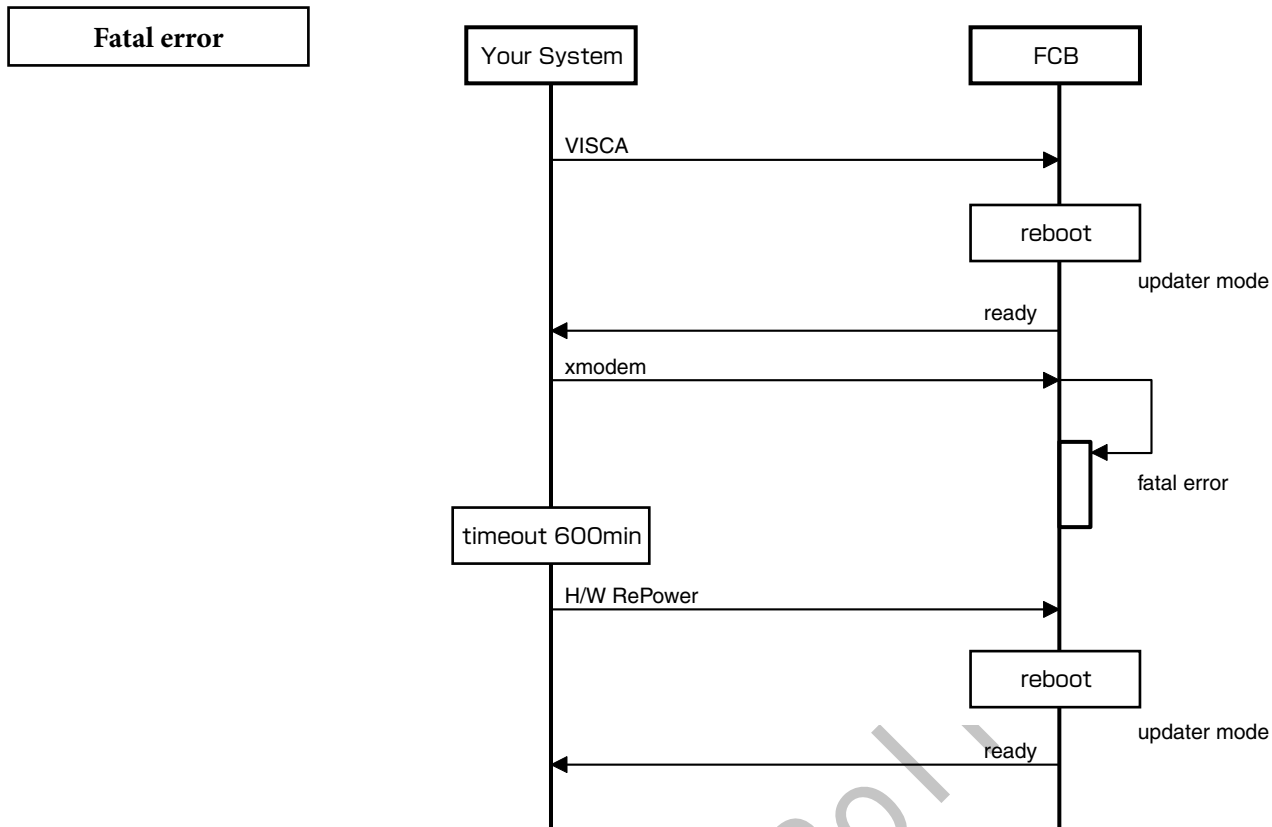 Fatal error
Your System
FCB
VISCA
reboot
updater mode
ready
xmodem
fatal error
timeout 600min
H/W RePower
reboot
updater mode
ready